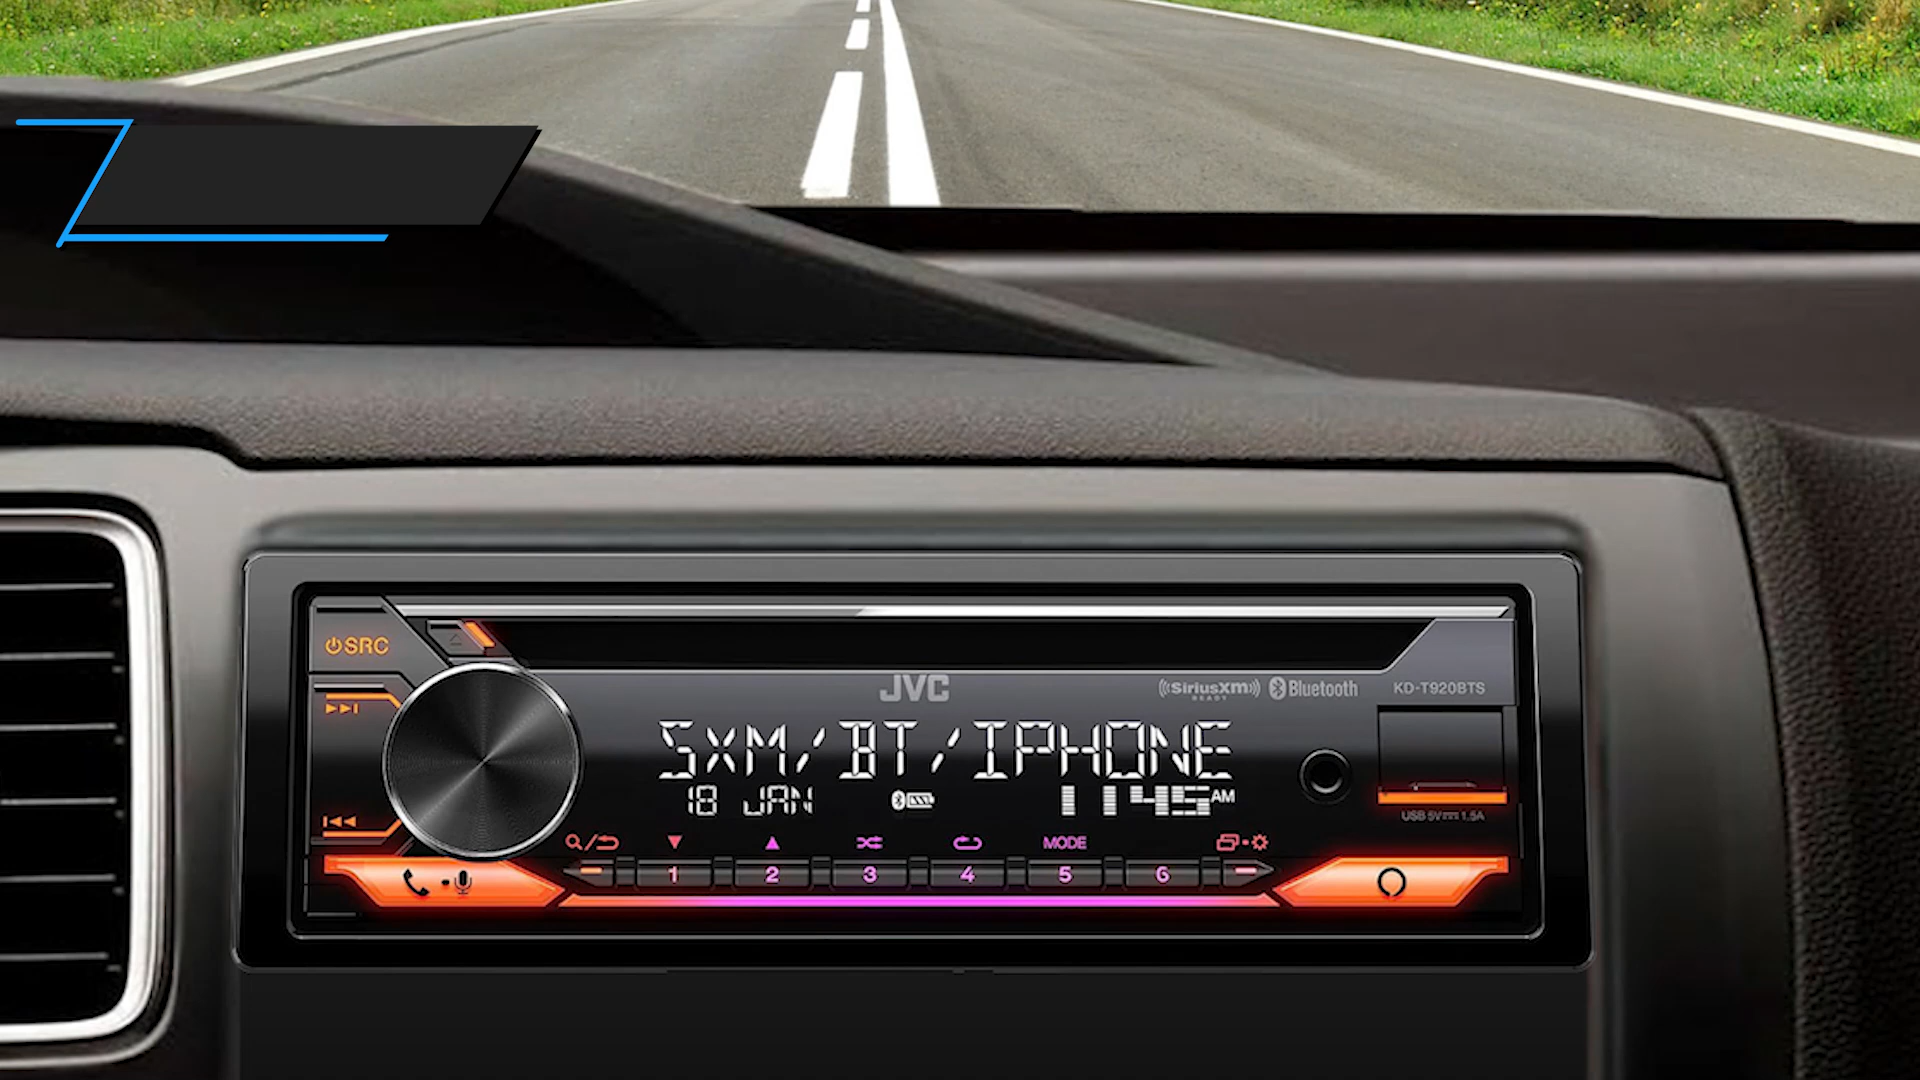 SRC
JVC
((SiriusXM)) Bluetooth KD-T920BTS
READY
SXM/BT/IPHONE
18 JAN 11:45 AM
USB 5V 1.5A
MODE
1 2 3 4 5 6